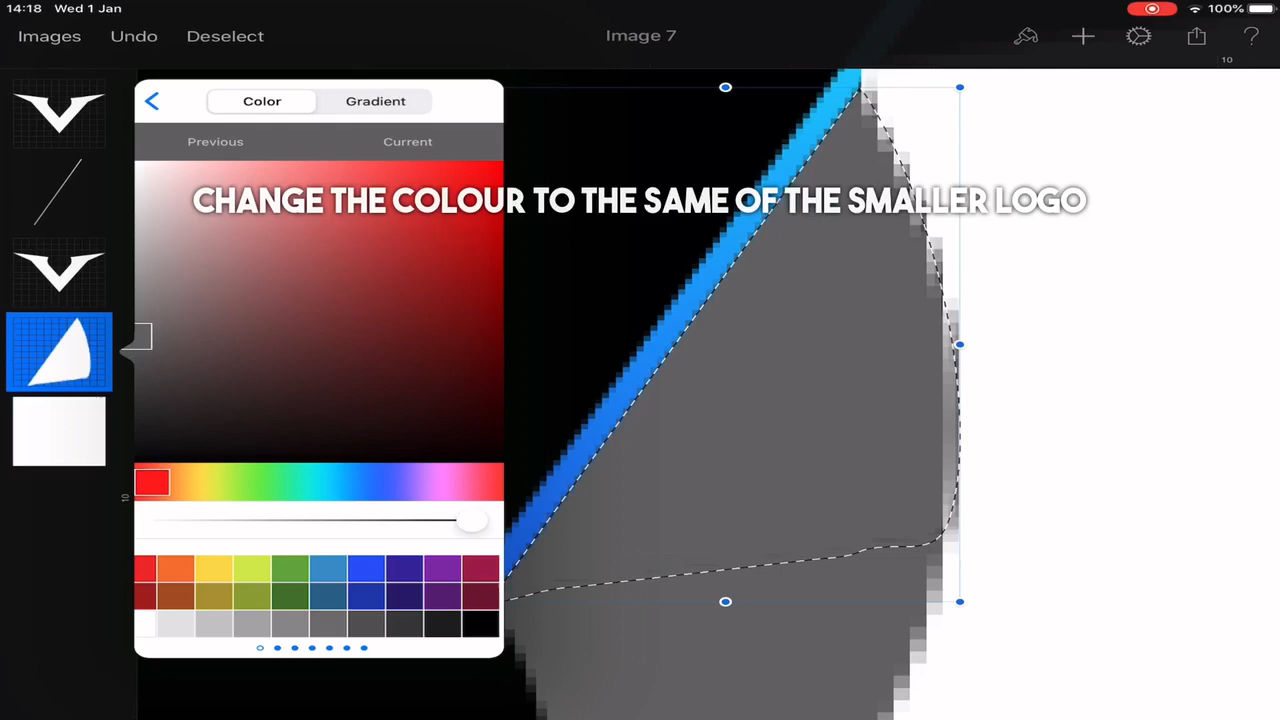 14:18 Wed 1 Jan
100%
Images Undo Deselect
Image 7
?
10
Color Gradient
Previous Current
CHANGE THE COLOUR TO THE SAME OF THE SMALLER LOGO
10